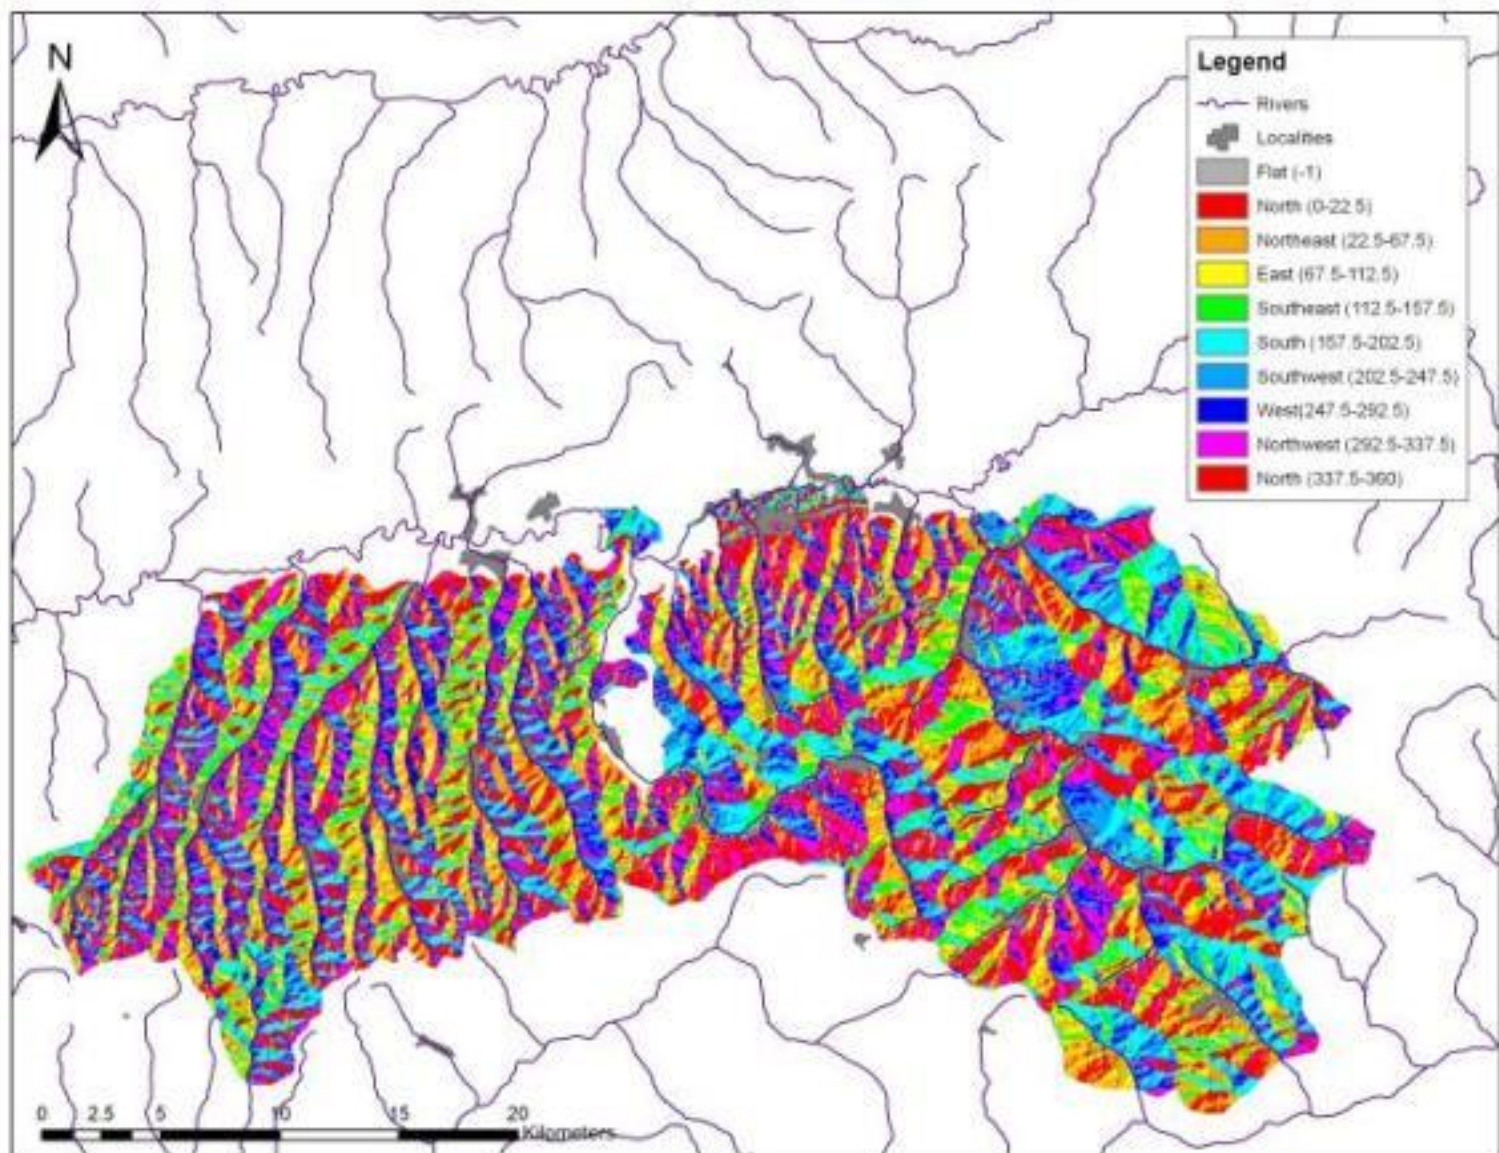 N
Legend
Rivers
Localities
Flat (-1)
North (0-22.5)
Northeast (22.5-67.5)
East (67.5-112.5)
Southeast (112.5-157.5)
South (157.5-202.5)
Southwest (202.5-247.5)
West(247.5-292.5)
Northwest (292.5-337.5)
North (337.5-360)
0 2.5 5 10 15 20
Kilometers